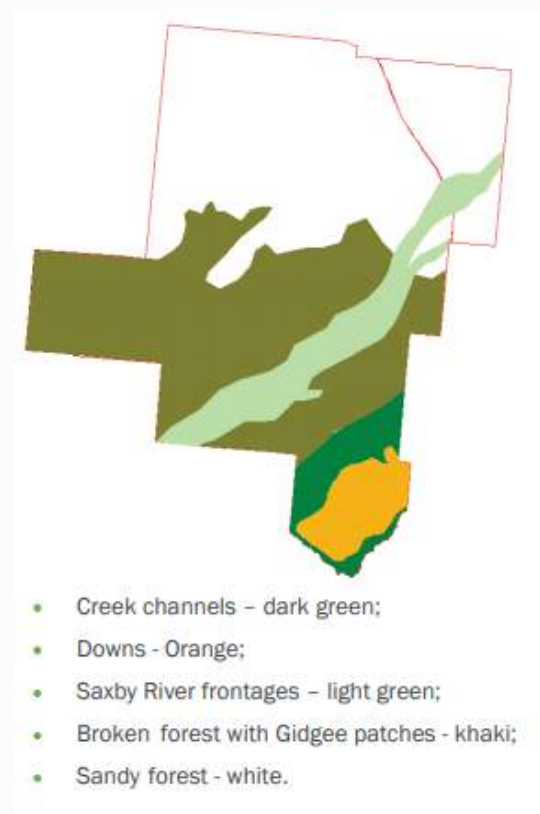 • Creek channels – dark green;
• Downs - Orange;
• Saxby River frontages – light green;
• Broken forest with Gidgee patches - khaki;
• Sandy forest - white.